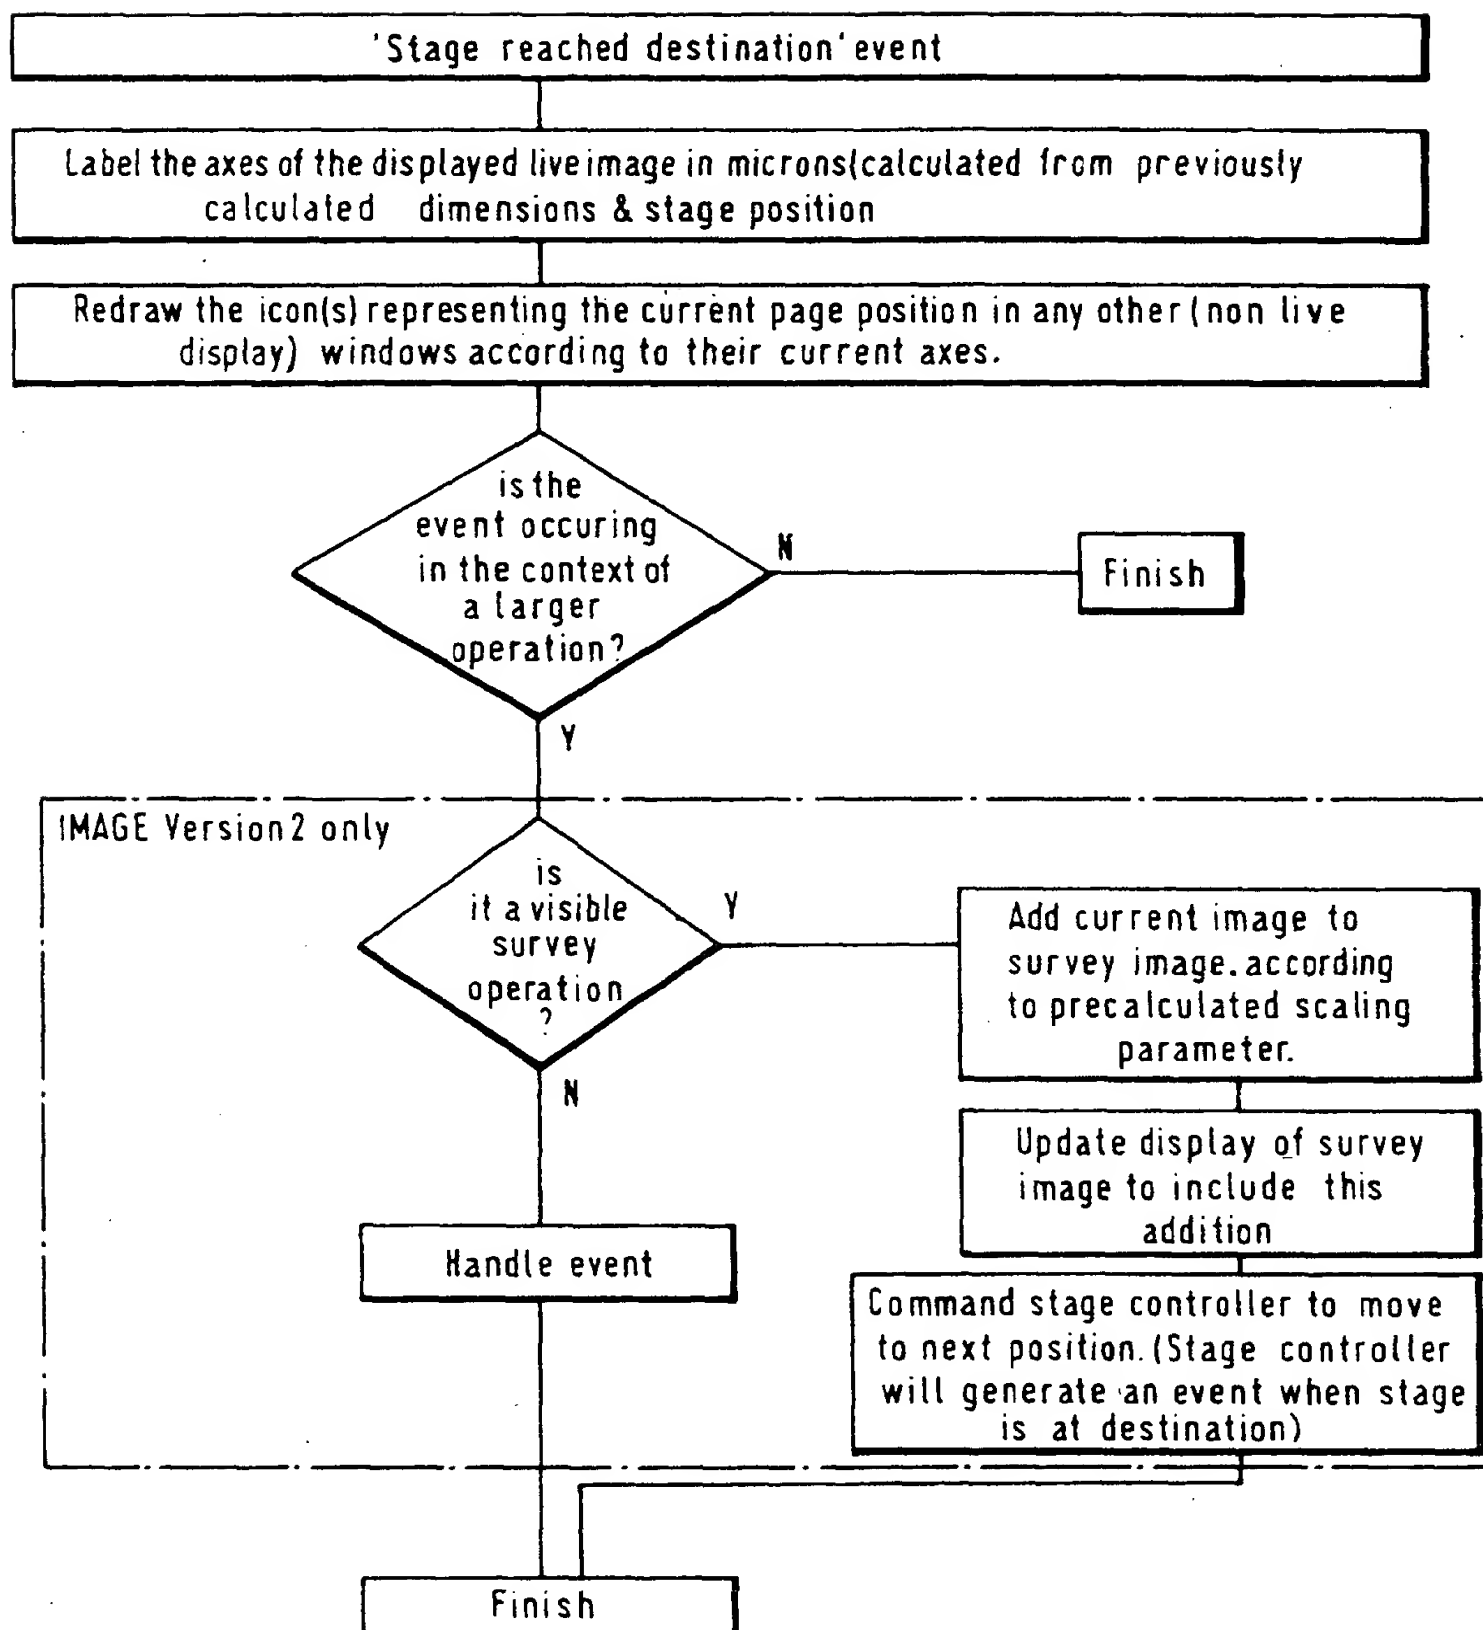 'Stage reached destination' event
Label the axes of the displayed live image in microns(calculated from previously
calculated dimensions & stage position
Redraw the icon(s) representing the current page position in any other (non live
display) windows according to their current axes.
is the
event occuring
in the context of
a larger
operation?
N
Finish
Y
IMAGE Version2 only
is
it a visible
survey
operation
?
Y
Add current image to
survey image.according
to precalculated scaling
parameter.
Update display of survey
image to include this
addition
Command stage controller to move
to next position.(Stage controller
will generate an event when stage
is at destination)
N
Handle event
Finish